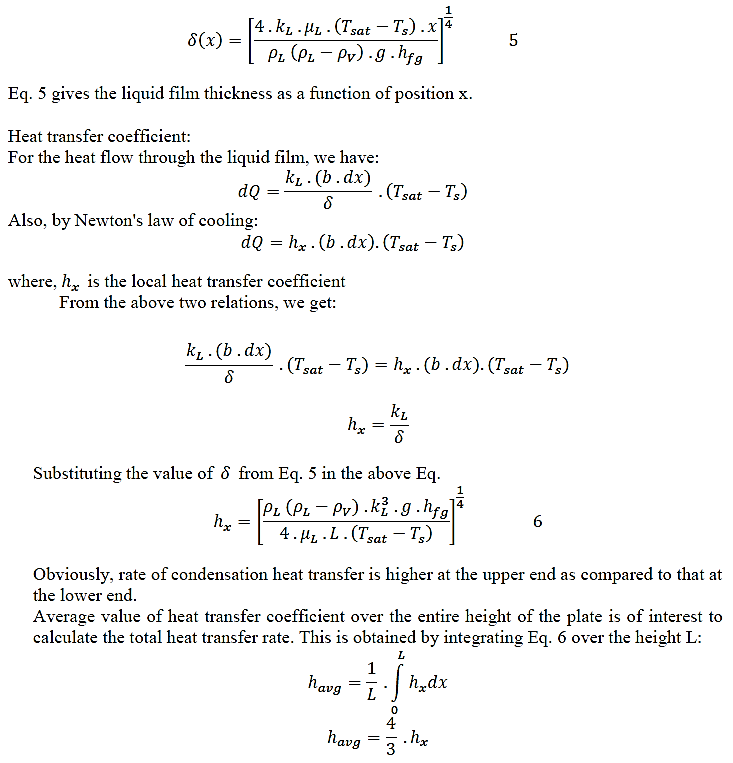 δ(x) = [4 . k_L . μ_L . (T_sat − T_s) . x / ρ_L (ρ_L − ρ_V) . g . h_fg]^(1/4) 5
Eq. 5 gives the liquid film thickness as a function of position x.
Heat transfer coefficient:
For the heat flow through the liquid film, we have:
dQ = k_L . (b . dx) / δ . (T_sat − T_s)
Also, by Newton's law of cooling:
dQ = h_x . (b . dx). (T_sat − T_s)
where, h_x is the local heat transfer coefficient
From the above two relations, we get:
k_L . (b . dx) / δ . (T_sat − T_s) = h_x . (b . dx). (T_sat − T_s)
h_x = k_L / δ
Substituting the value of δ from Eq. 5 in the above Eq.
h_x = [ρ_L (ρ_L − ρ_V) . k_L^3 . g . h_fg / 4 . μ_L . L . (T_sat − T_s)]^(1/4) 6
Obviously, rate of condensation heat transfer is higher at the upper end as compared to that at
the lower end.
Average value of heat transfer coefficient over the entire height of the plate is of interest to
calculate the total heat transfer rate. This is obtained by integrating Eq. 6 over the height L:
h_avg = 1/L . ∫_0^L h_x dx
h_avg = 4/3 . h_x